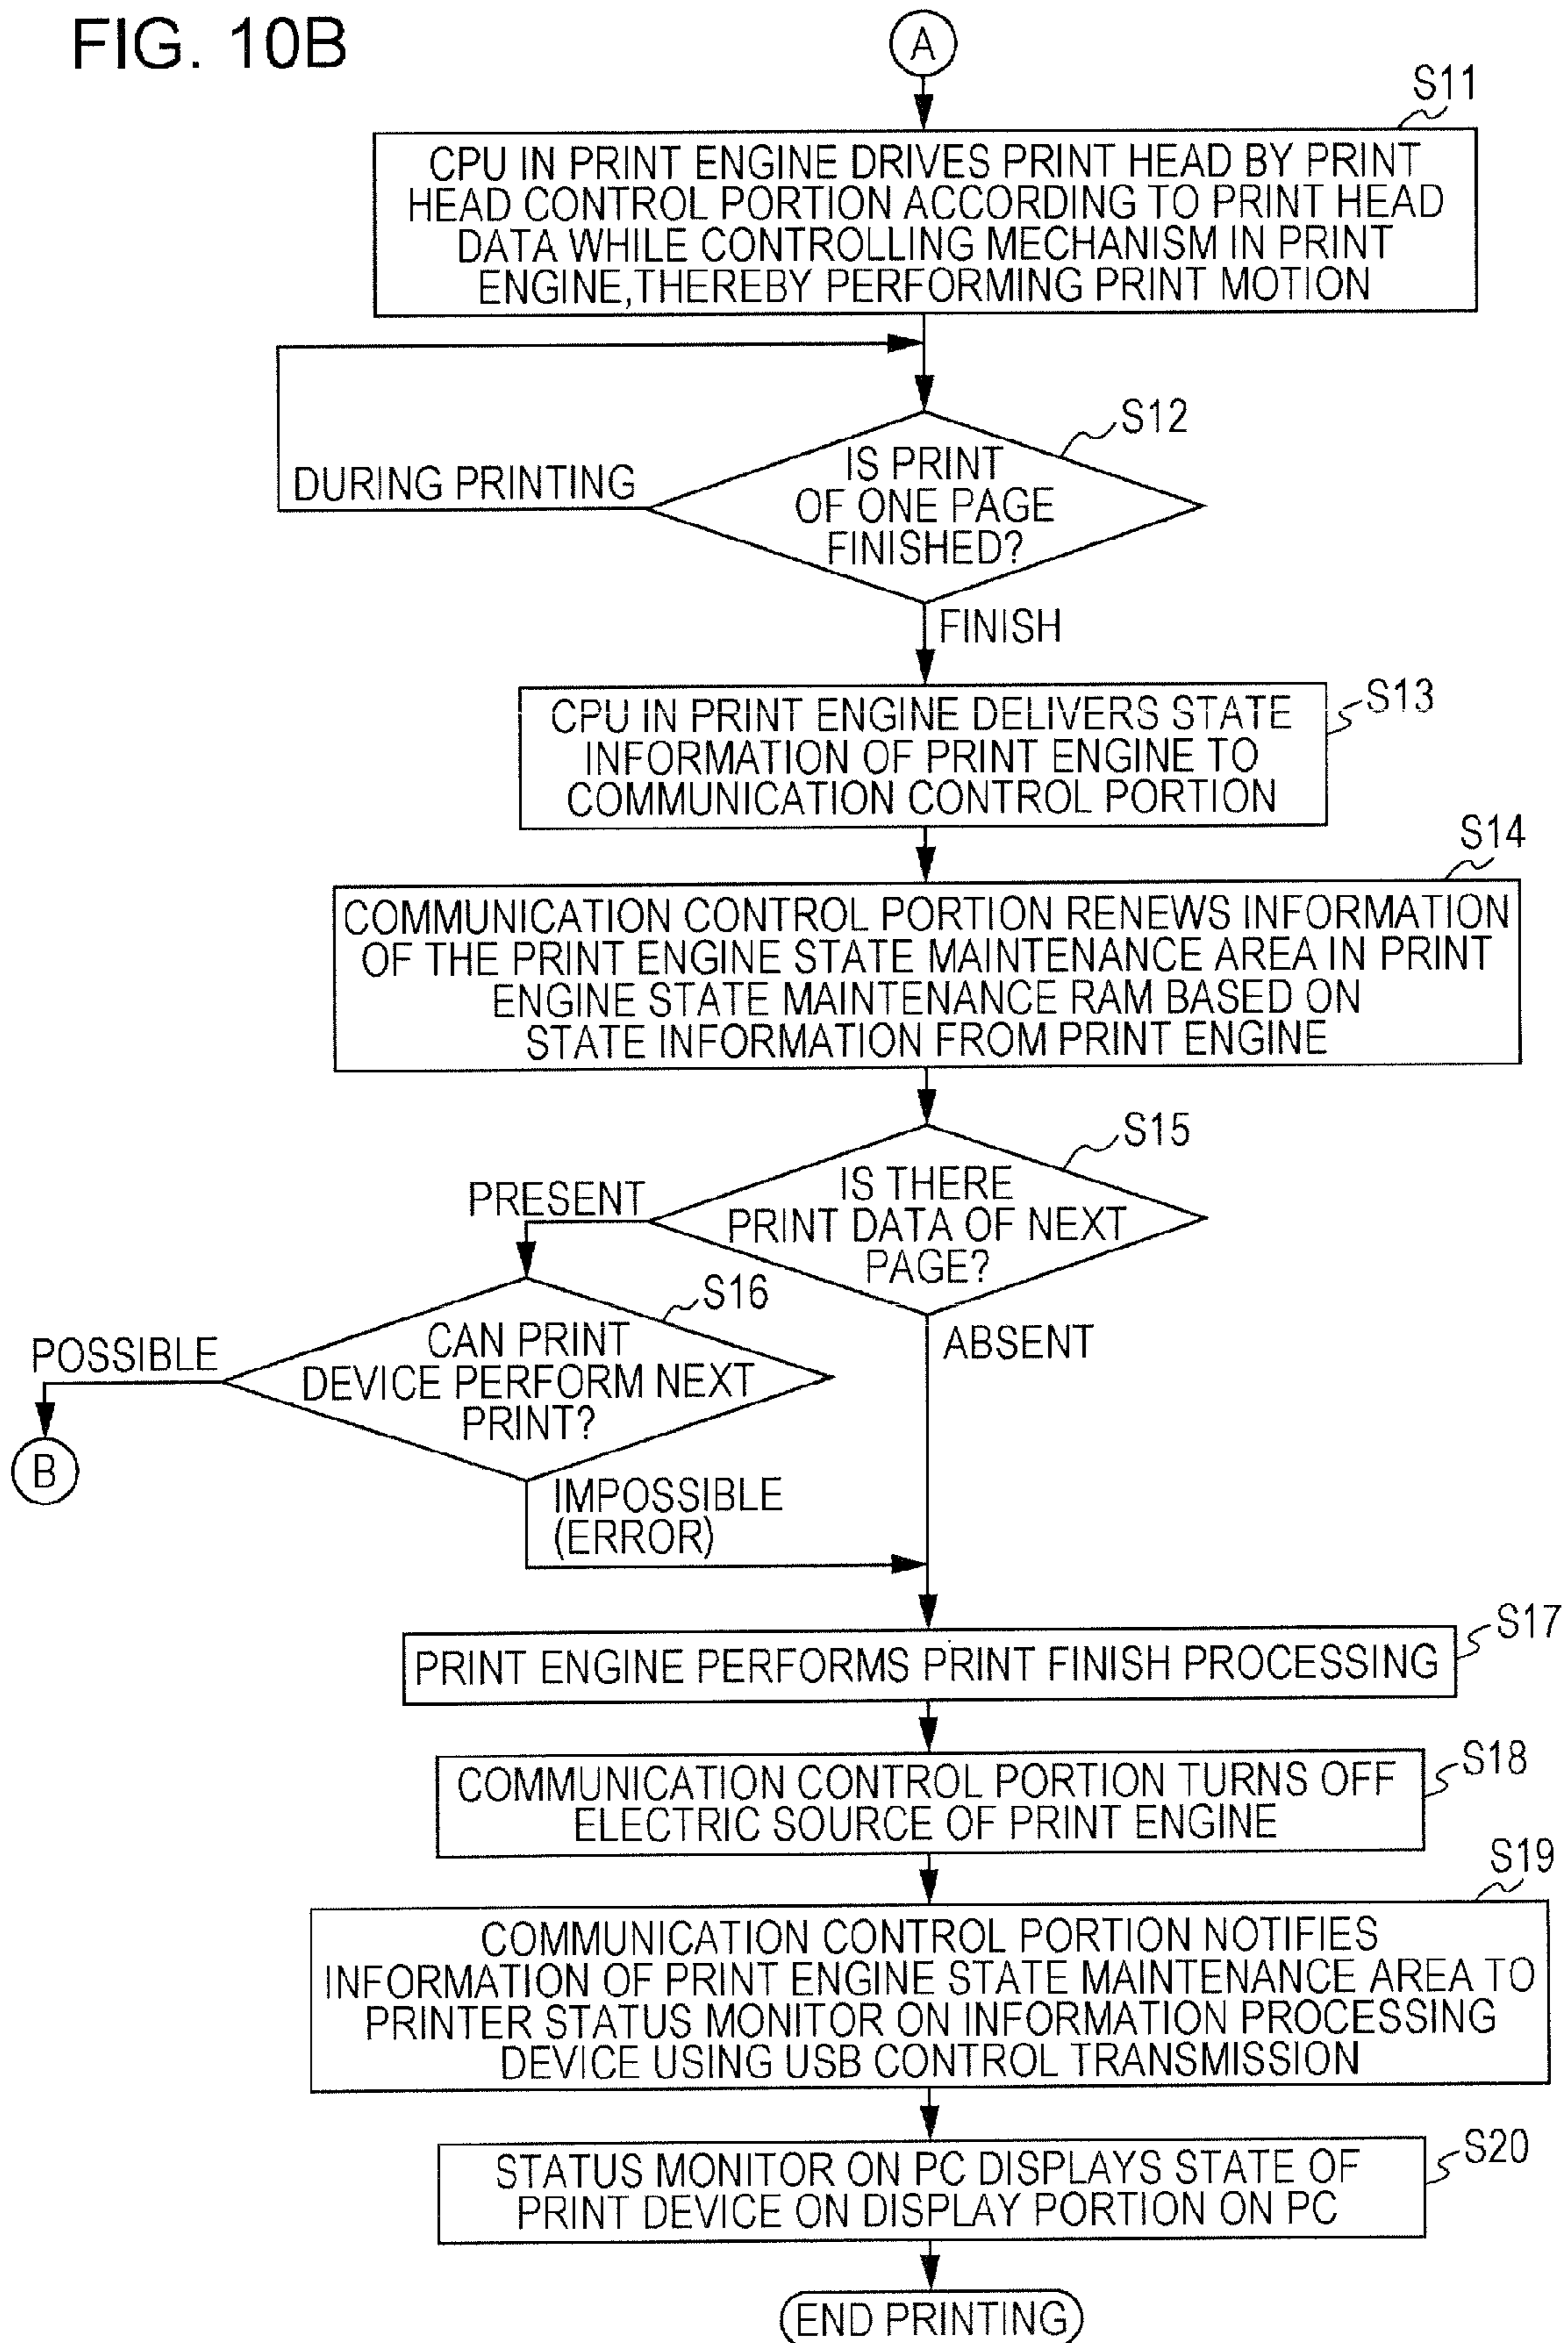 FIG. 10B
A
S11
CPU IN PRINT ENGINE DRIVES PRINT HEAD BY PRINT
HEAD CONTROL PORTION ACCORDING TO PRINT HEAD
DATA WHILE CONTROLLING MECHANISM IN PRINT
ENGINE,THEREBY PERFORMING PRINT MOTION
S12
DURING PRINTING
IS PRINT
OF ONE PAGE
FINISHED?
FINISH
S13
CPU IN PRINT ENGINE DELIVERS STATE
INFORMATION OF PRINT ENGINE TO
COMMUNICATION CONTROL PORTION
S14
COMMUNICATION CONTROL PORTION RENEWS INFORMATION
OF THE PRINT ENGINE STATE MAINTENANCE AREA IN PRINT
ENGINE STATE MAINTENANCE RAM BASED ON
STATE INFORMATION FROM PRINT ENGINE
S15
PRESENT
IS THERE
PRINT DATA OF NEXT
PAGE?
S16
ABSENT
POSSIBLE
CAN PRINT
DEVICE PERFORM NEXT
PRINT?
B
IMPOSSIBLE
(ERROR)
S17
PRINT ENGINE PERFORMS PRINT FINISH PROCESSING
S18
COMMUNICATION CONTROL PORTION TURNS OFF
ELECTRIC SOURCE OF PRINT ENGINE
S19
COMMUNICATION CONTROL PORTION NOTIFIES
INFORMATION OF PRINT ENGINE STATE MAINTENANCE AREA TO
PRINTER STATUS MONITOR ON INFORMATION PROCESSING
DEVICE USING USB CONTROL TRANSMISSION
S20
STATUS MONITOR ON PC DISPLAYS STATE OF
PRINT DEVICE ON DISPLAY PORTION ON PC
END PRINTING